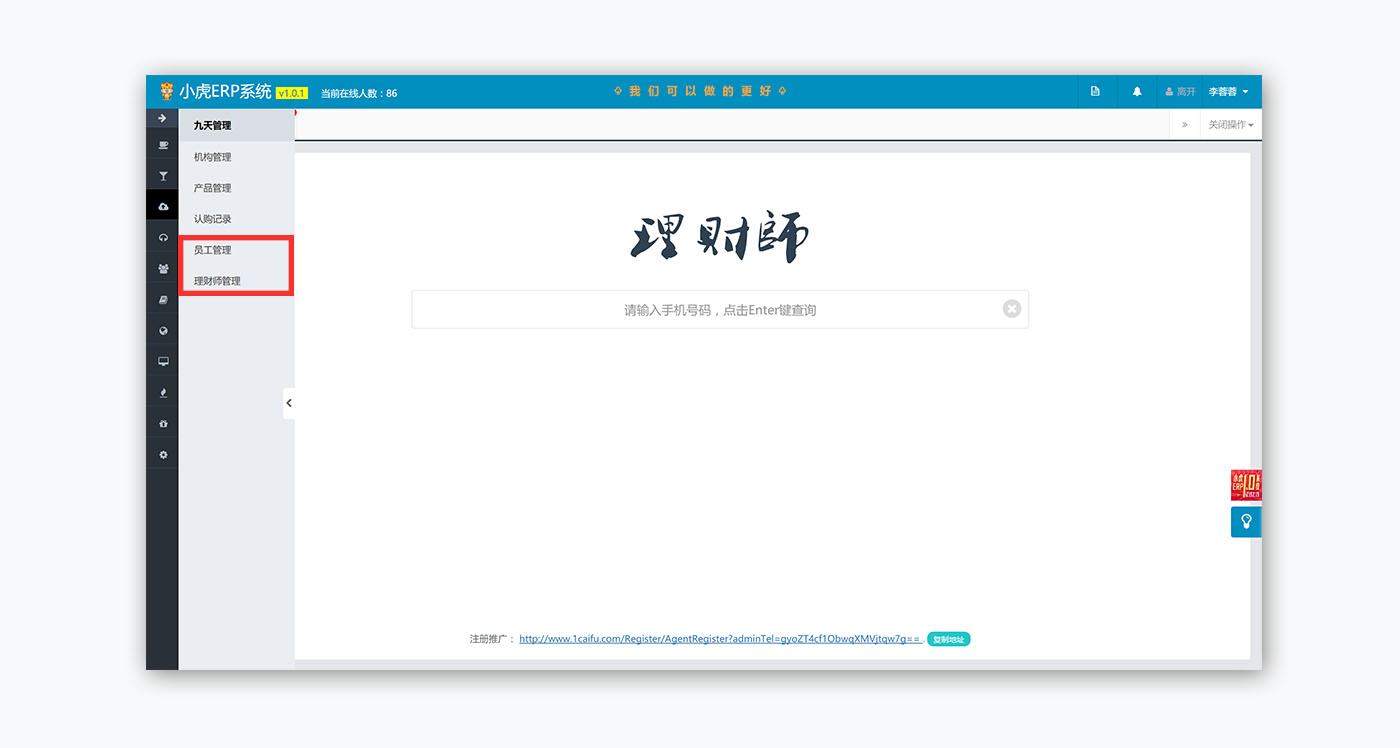 小虎ERP系统 v1.0.1 当前在线人数：86 我们可以做的更好 离开 李蓉蓉
九天管理
» 关闭操作
机构管理
产品管理
认购记录
员工管理
理财师管理
理财師
请输入手机号码，点击Enter键查询
小虎
ERP 1.0
注册推广： http://www.1caifu.com/Register/AgentRegister?adminTel=gyoZT4cf1ObwqXMVjtqw7g== 复制地址